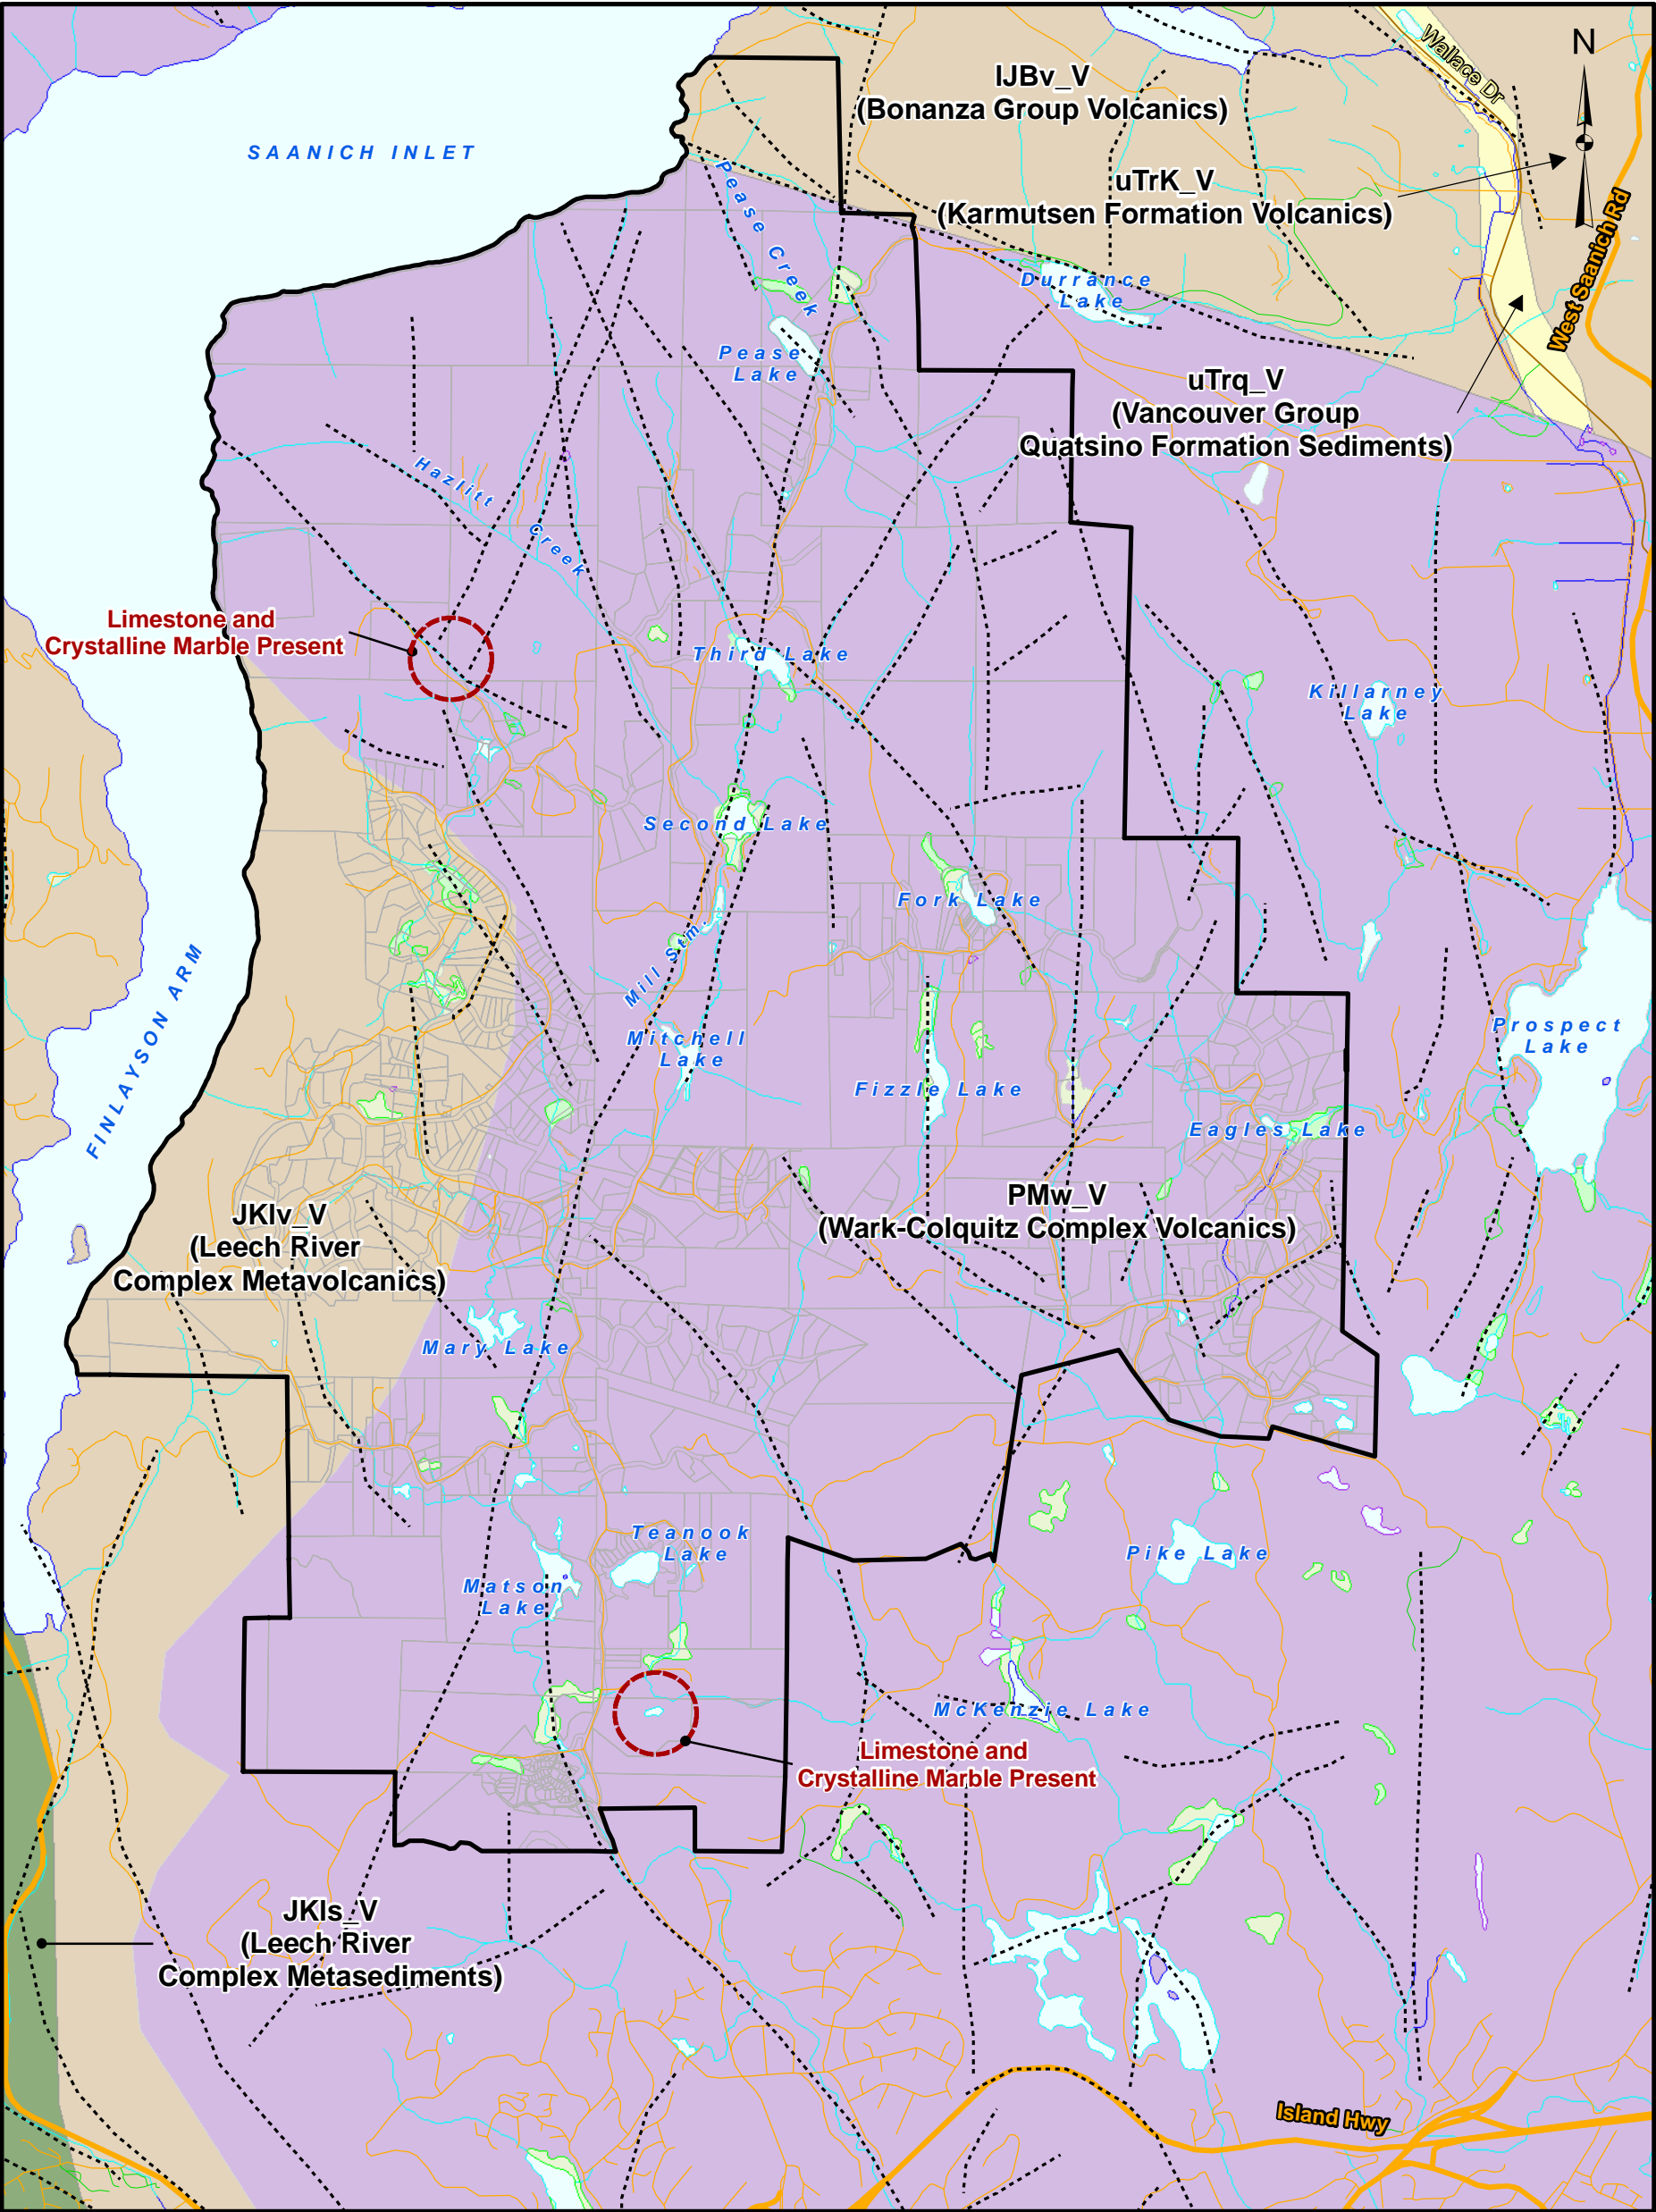 Wallace Dr
N
IJBv_V
(Bonanza Group Volcanics)
SAANICH INLET
uTrK_V
(Karmutsen Formation Volcanics)
Pease Creek
West Saanich Rd
Durrance
Lake
Pease
Lake
uTrq_V
(Vancouver Group
Quatsino Formation Sediments)
Hazlitt Creek
Limestone and
Crystalline Marble Present
Third Lake
Killarney
Lake
Second Lake
Fork Lake
Mill Stm.
FINLAYSON ARM
Mitchell
Lake
Prospect
Lake
Fizzle Lake
Eagles Lake
PMw_V
(Wark-Colquitz Complex Volcanics)
JKlv_V
(Leech River
Complex Metavolcanics)
Mary Lake
Teanook
Lake
Pike Lake
Matson
Lake
McKenzie Lake
Limestone and
Crystalline Marble Present
JKls_V
(Leech River
Complex Metasediments)
Island Hwy